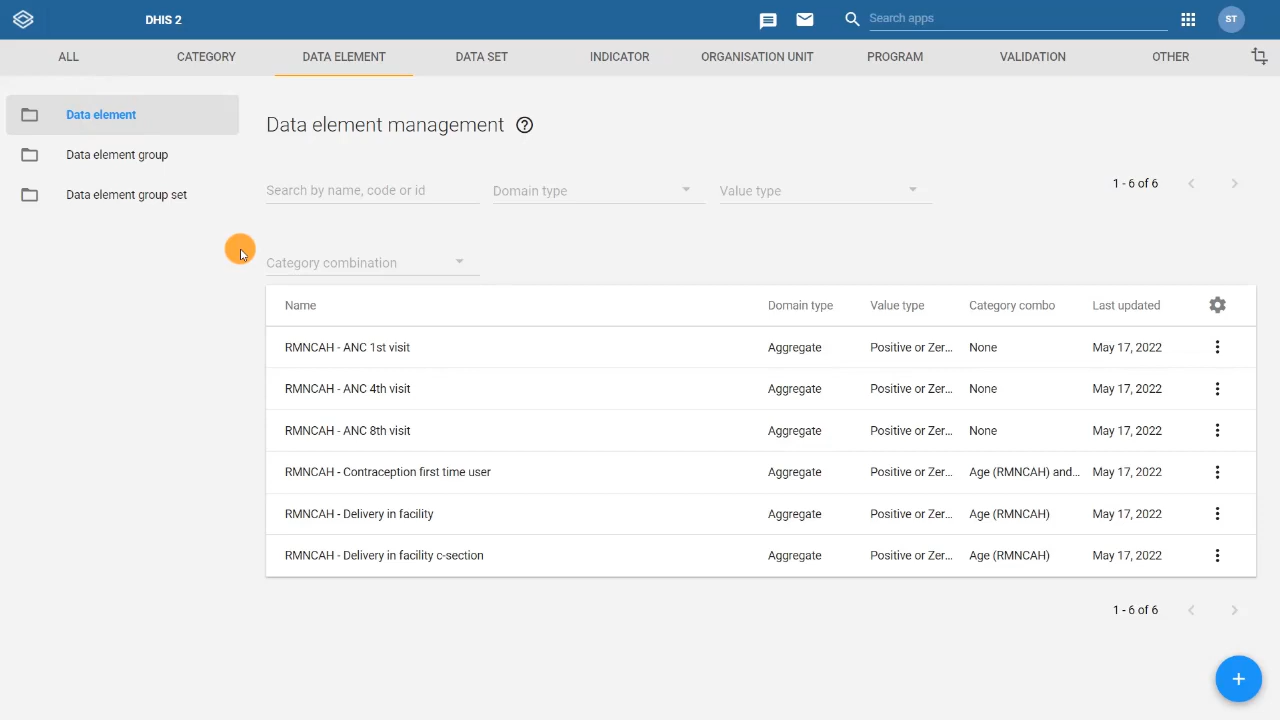 DHIS 2
Search apps
ST
ALL CATEGORY DATA ELEMENT DATA SET INDICATOR ORGANISATION UNIT PROGRAM VALIDATION OTHER
Data element
Data element group
Data element group set
Data element management
Search by name, code or id Domain type Value type 1 - 6 of 6
Category combination
Name Domain type Value type Category combo Last updated
RMNCAH - ANC 1st visit Aggregate Positive or Zer... None May 17, 2022
RMNCAH - ANC 4th visit Aggregate Positive or Zer... None May 17, 2022
RMNCAH - ANC 8th visit Aggregate Positive or Zer... None May 17, 2022
RMNCAH - Contraception first time user Aggregate Positive or Zer... Age (RMNCAH) and... May 17, 2022
RMNCAH - Delivery in facility Aggregate Positive or Zer... Age (RMNCAH) May 17, 2022
RMNCAH - Delivery in facility c-section Aggregate Positive or Zer... Age (RMNCAH) May 17, 2022
1 - 6 of 6